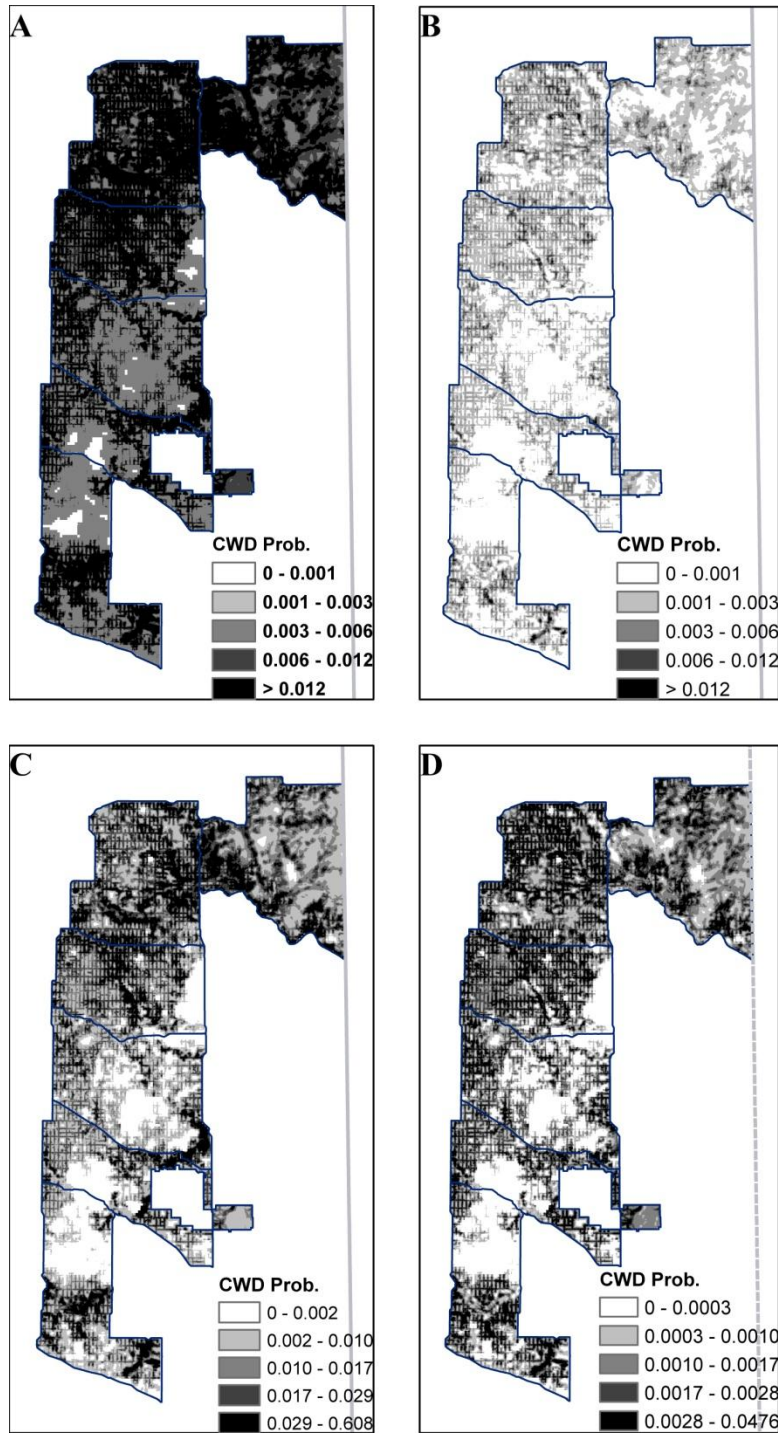 A
CWD Prob.
0 - 0.001
0.001 - 0.003
0.003 - 0.006
0.006 - 0.012
> 0.012
B
CWD Prob.
0 - 0.001
0.001 - 0.003
0.003 - 0.006
0.006 - 0.012
> 0.012
C
CWD Prob.
0 - 0.002
0.002 - 0.010
0.010 - 0.017
0.017 - 0.029
0.029 - 0.608
D
CWD Prob.
0 - 0.0003
0.0003 - 0.0010
0.0010 - 0.0017
0.0017 - 0.0028
0.0028 - 0.0476